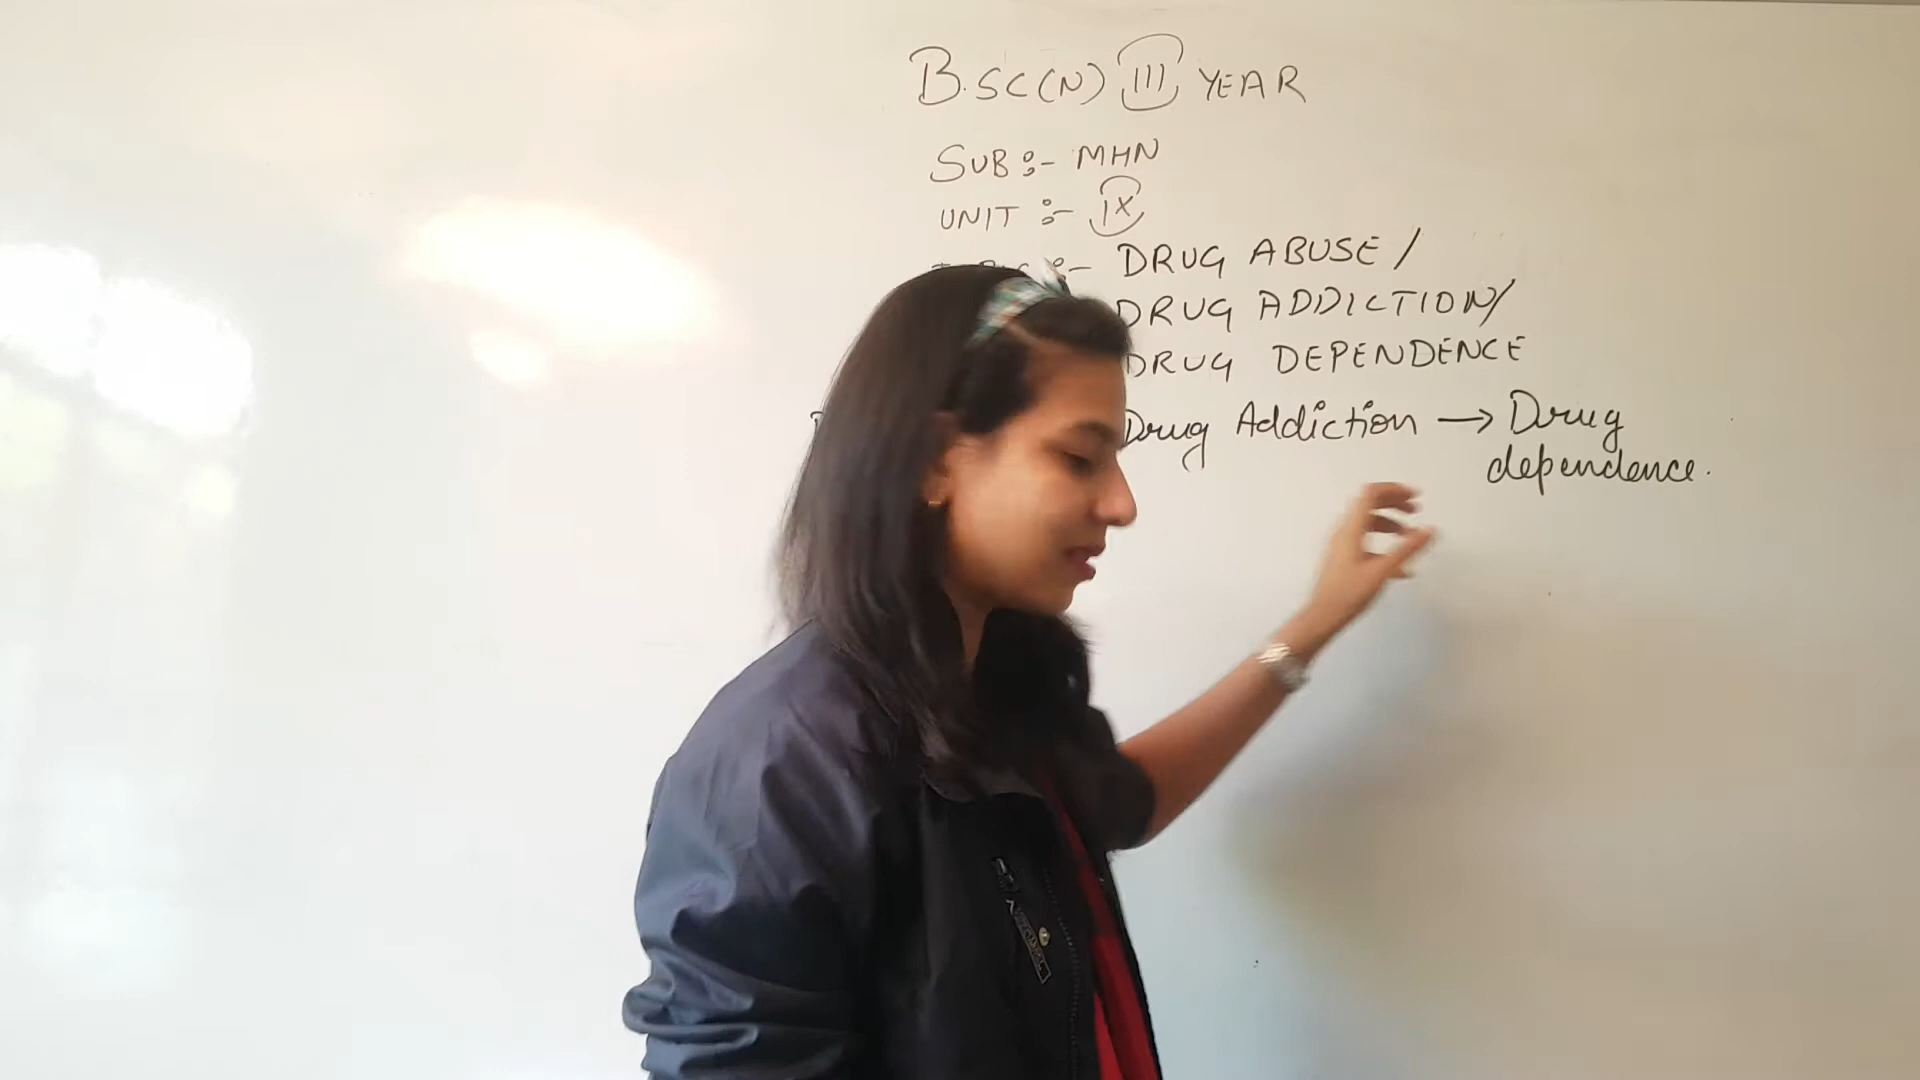 B.SC(N) III YEAR
SUB :- MHN
UNIT :- IX
:- DRUG ABUSE /
DRUG ADDICTION/
DRUG DEPENDENCE
Drug Addiction → Drug
dependence.